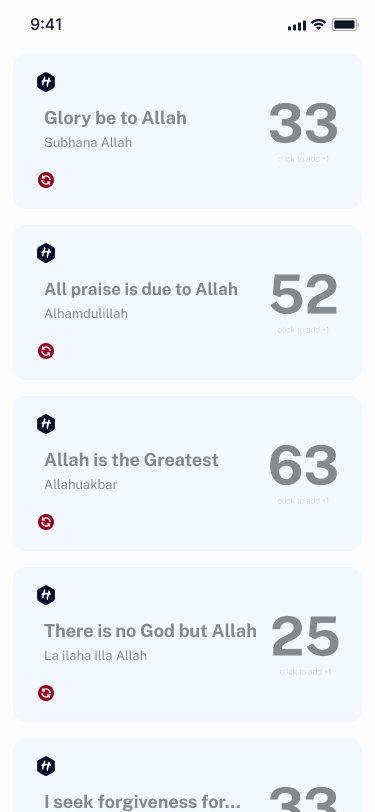 9:41
Glory be to Allah
Subhana Allah
33
click to add +1
All praise is due to Allah
Alhamdulillah
52
click to add +1
Allah is the Greatest
Allahuakbar
63
click to add +1
There is no God but Allah
La ilaha illa Allah
25
click to add +1
I seek forgiveness for...
33